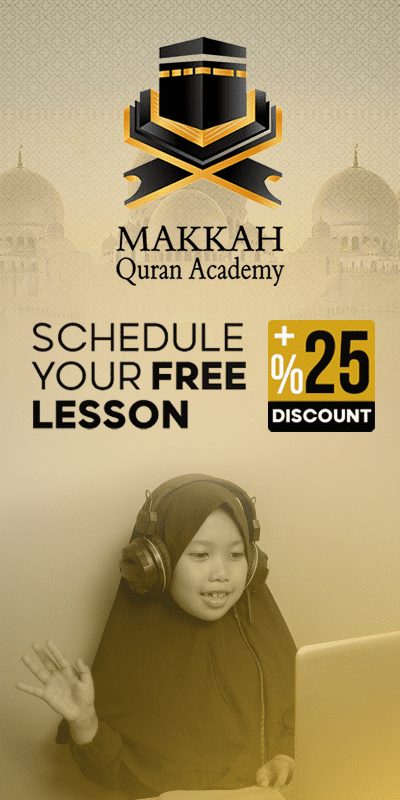 MAKKAH
Quran Academy
SCHEDULE
YOUR FREE
LESSON
+
%25
DISCOUNT